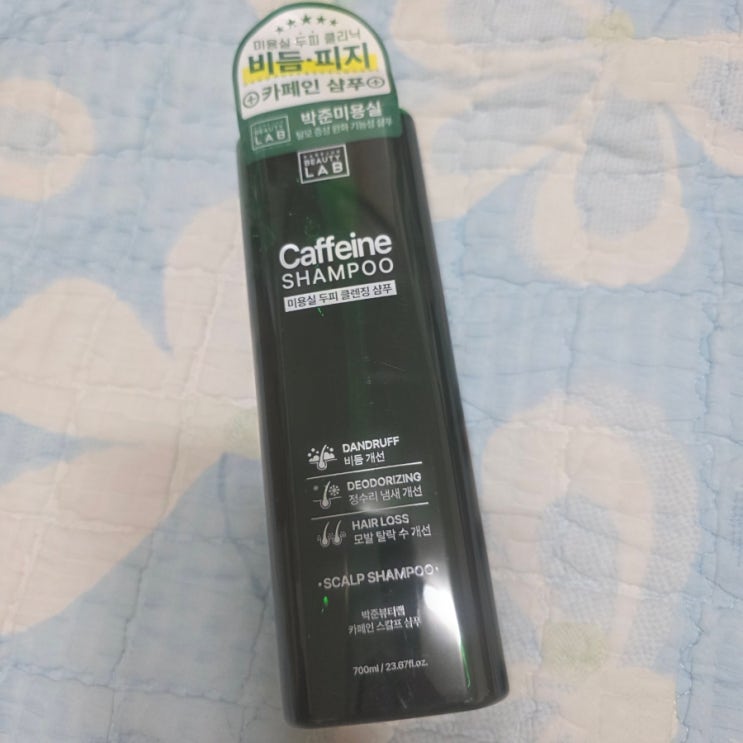 미용실 두피 클리닉
비듬·피지
카페인 샴푸
박준미용실
탈모 증상 완화 기능성 샴푸
BEAUTY
LAB
PARKJUN
BEAUTY
LAB
Caffeine
SHAMPOO
미용실 두피 클렌징 샴푸
DANDRUFF
비듬 개선
DEODORIZING
정수리 냄새 개선
HAIR LOSS
모발 탈락 수 개선
·SCALP SHAMPOO·
박준뷰티랩
카페인 스칼프 샴푸
700ml / 23.67fl.oz.